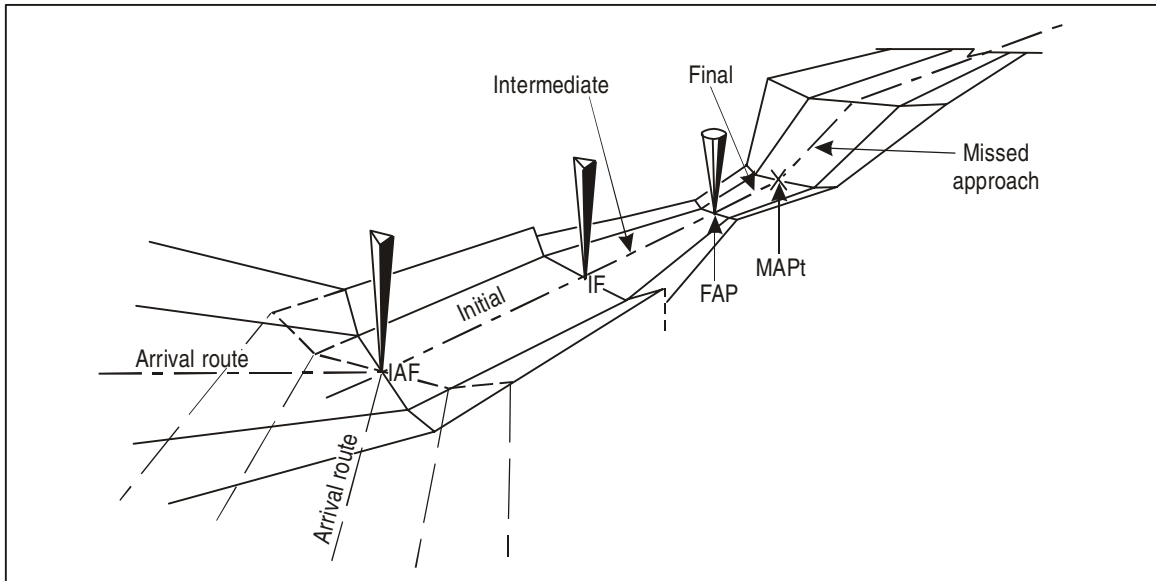 Final
Intermediate
Missed
approach
MAPt
IF
FAP
Initial
Arrival route
IAF
Arrival route